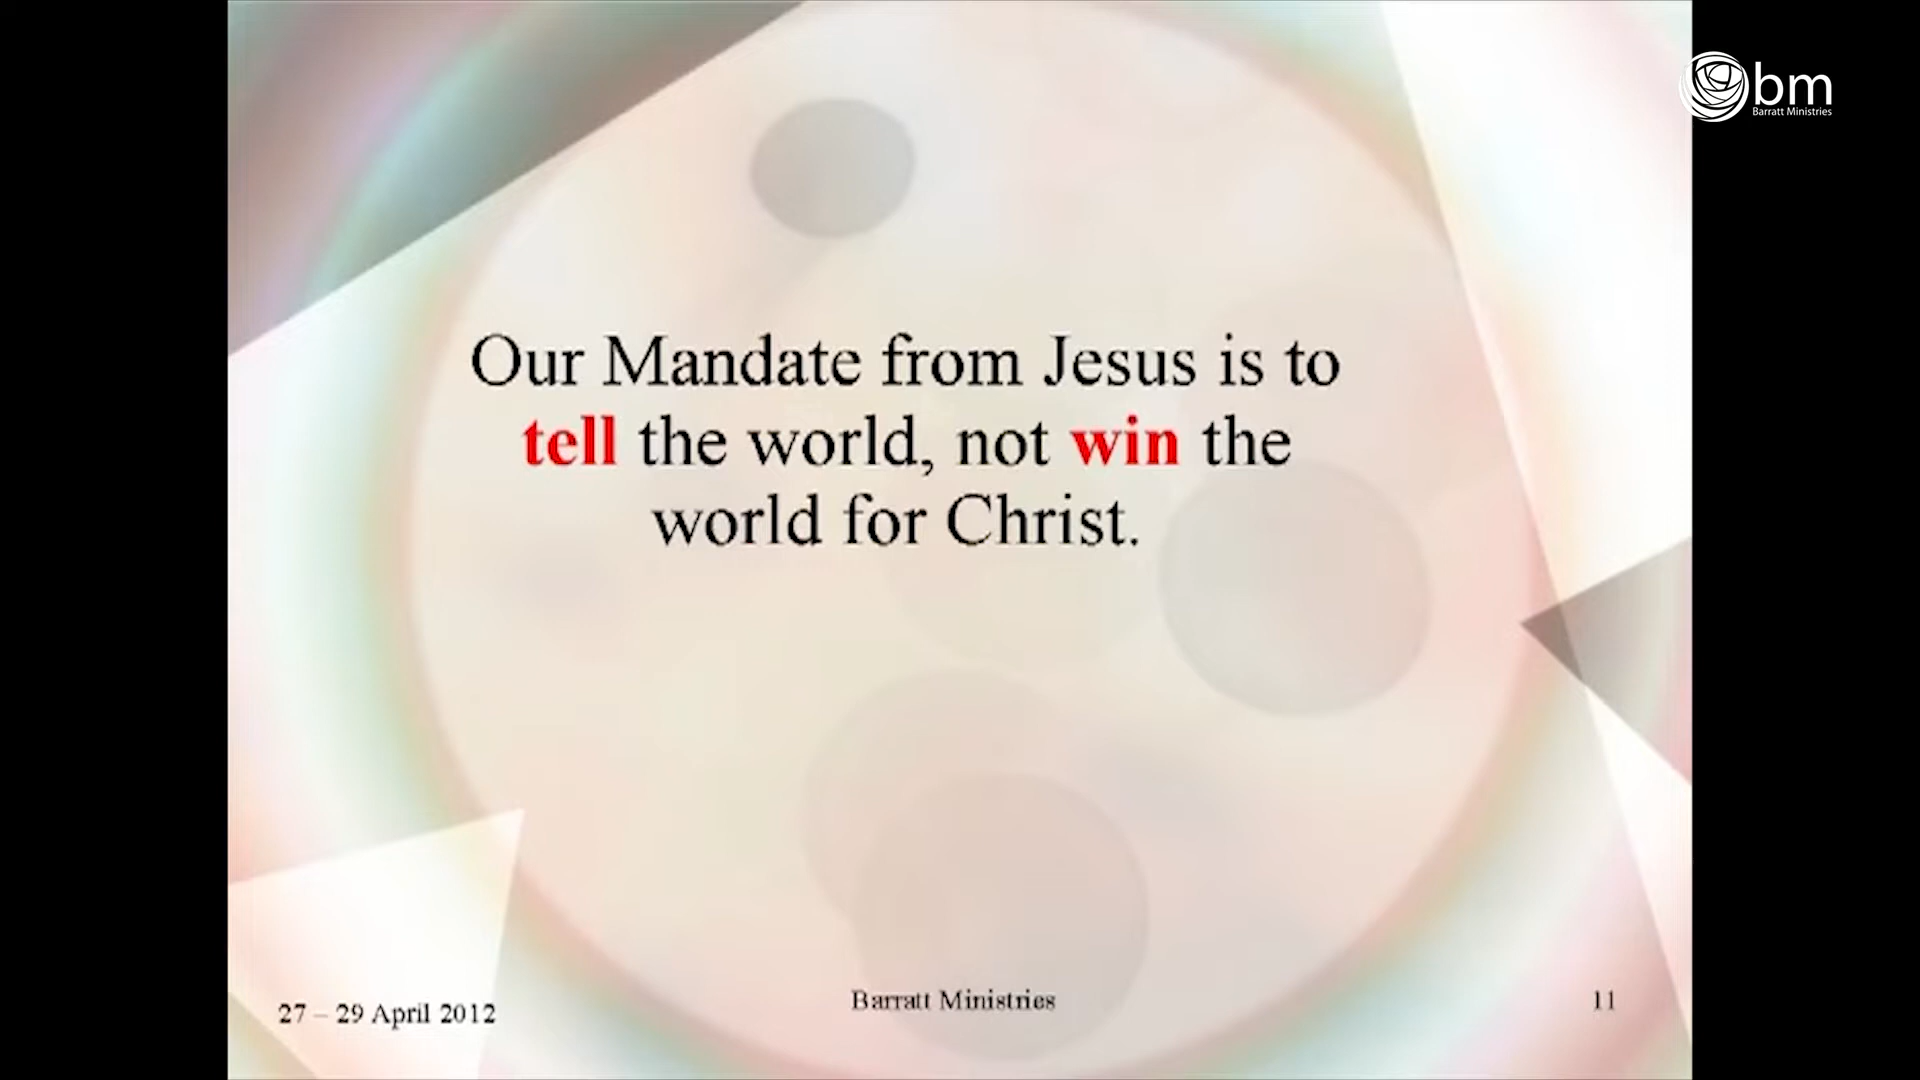 bm
Barratt Ministries
Our Mandate from Jesus is to
tell the world, not win the
world for Christ.
27 – 29 April 2012
Barratt Ministries
11